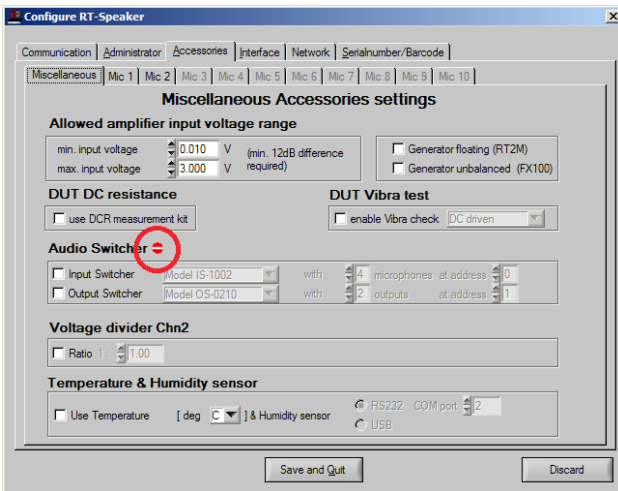 Configure RT-Speaker
Communication Administrator Accessories Interface Network Serialnumber/Barcode
Miscellaneous Mic 1 Mic 2 Mic 3 Mic 4 Mic 5 Mic 6 Mic 7 Mic 8 Mic 9 Mic 10
Miscellaneous Accessories settings
Allowed amplifier input voltage range
min. input voltage 0.010 V (min. 12dB difference required) Generator floating (RT2M)
max. input voltage 3.000 V Generator unbalanced (FX100)
DUT DC resistance DUT Vibra test
use DCR measurement kit enable Vibra check DC driven
Audio Switcher
Input Switcher Model IS-1002 with 4 microphones at address 0
Output Switcher Model OS-0210 with 2 outputs at address 1
Voltage divider Chn2
Ratio 1 : 1.00
Temperature & Humidity sensor
Use Temperature [ deg C ] & Humidity sensor RS232 COM port 2
USB
Save and Quit Discard